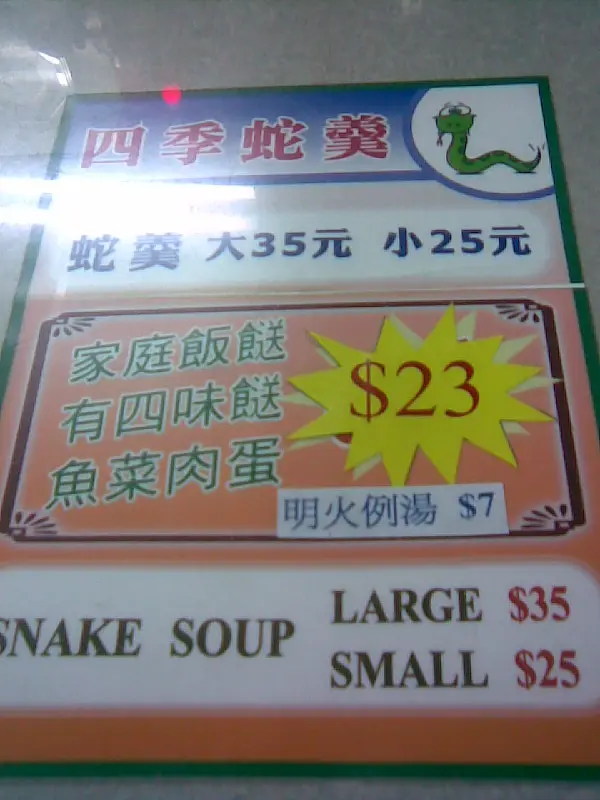 四季蛇羹
蛇羹 大35元 小25元
家庭飯餸
有四味餸
魚菜肉蛋
$23
明火例湯 $7
SNAKE SOUP
LARGE $35
SMALL $25